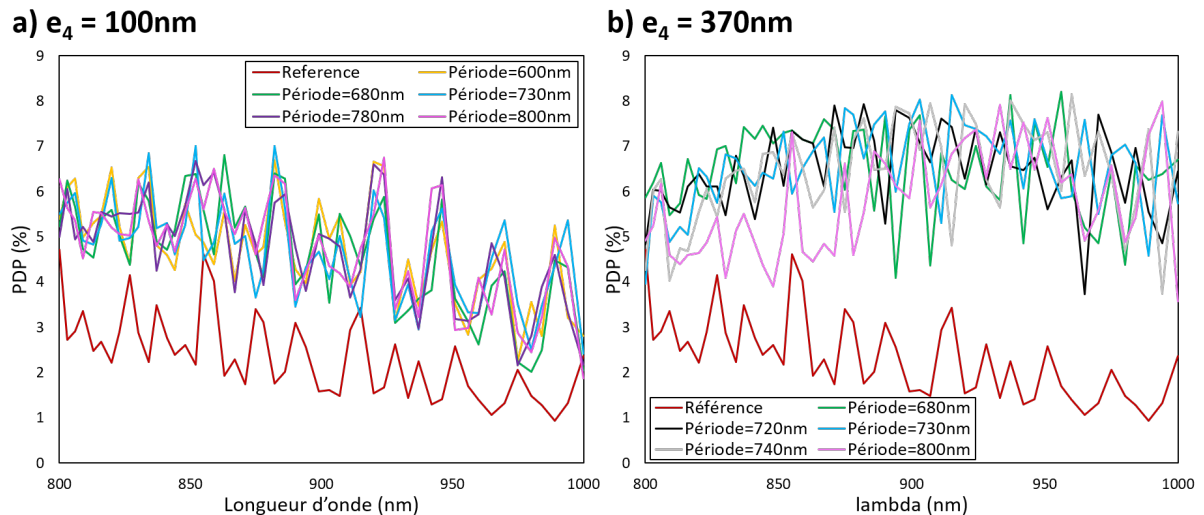 a) e4 = 100nm
9
8
7
6
5
4
3
2
1
0
PDP (%)
Reference
Période=600nm
Période=680nm
Période=730nm
Période=780nm
Période=800nm
800
850
900
950
1000
Longueur d’onde (nm)
b) e4 = 370nm
9
8
7
6
5
4
3
2
1
0
PDP (%)
Référence
Période=680nm
Période=720nm
Période=730nm
Période=740nm
Période=800nm
800
850
900
950
1000
lambda (nm)